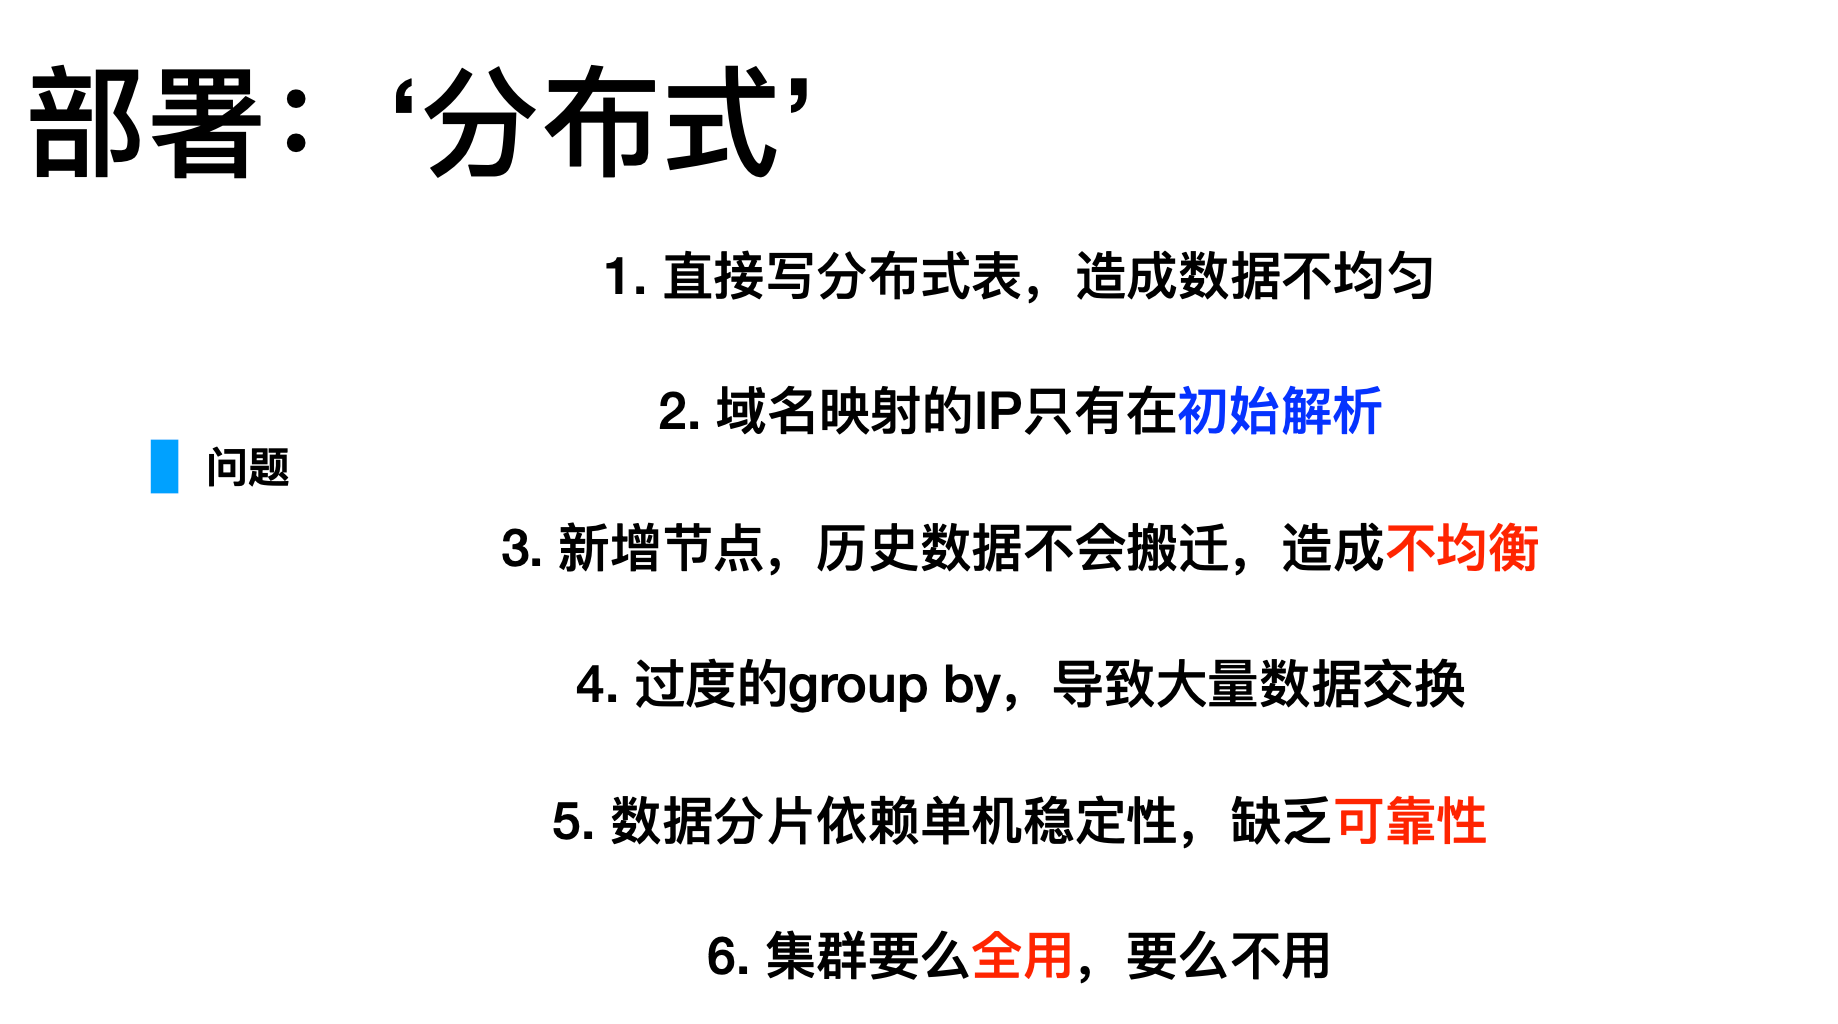 部署：‘分布式’
1. 直接写分布式表，造成数据不均匀
2. 域名映射的IP只有在初始解析
问题
3. 新增节点，历史数据不会搬迁，造成不均衡
4. 过度的group by，导致大量数据交换
5. 数据分片依赖单机稳定性，缺乏可靠性
6. 集群要么全用，要么不用